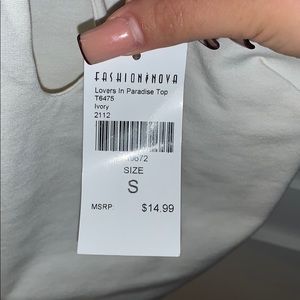 FASHIONNOVA
Lovers In Paradise Top
T6475
Ivory
2112
SIZE
S
MSRP: $14.99